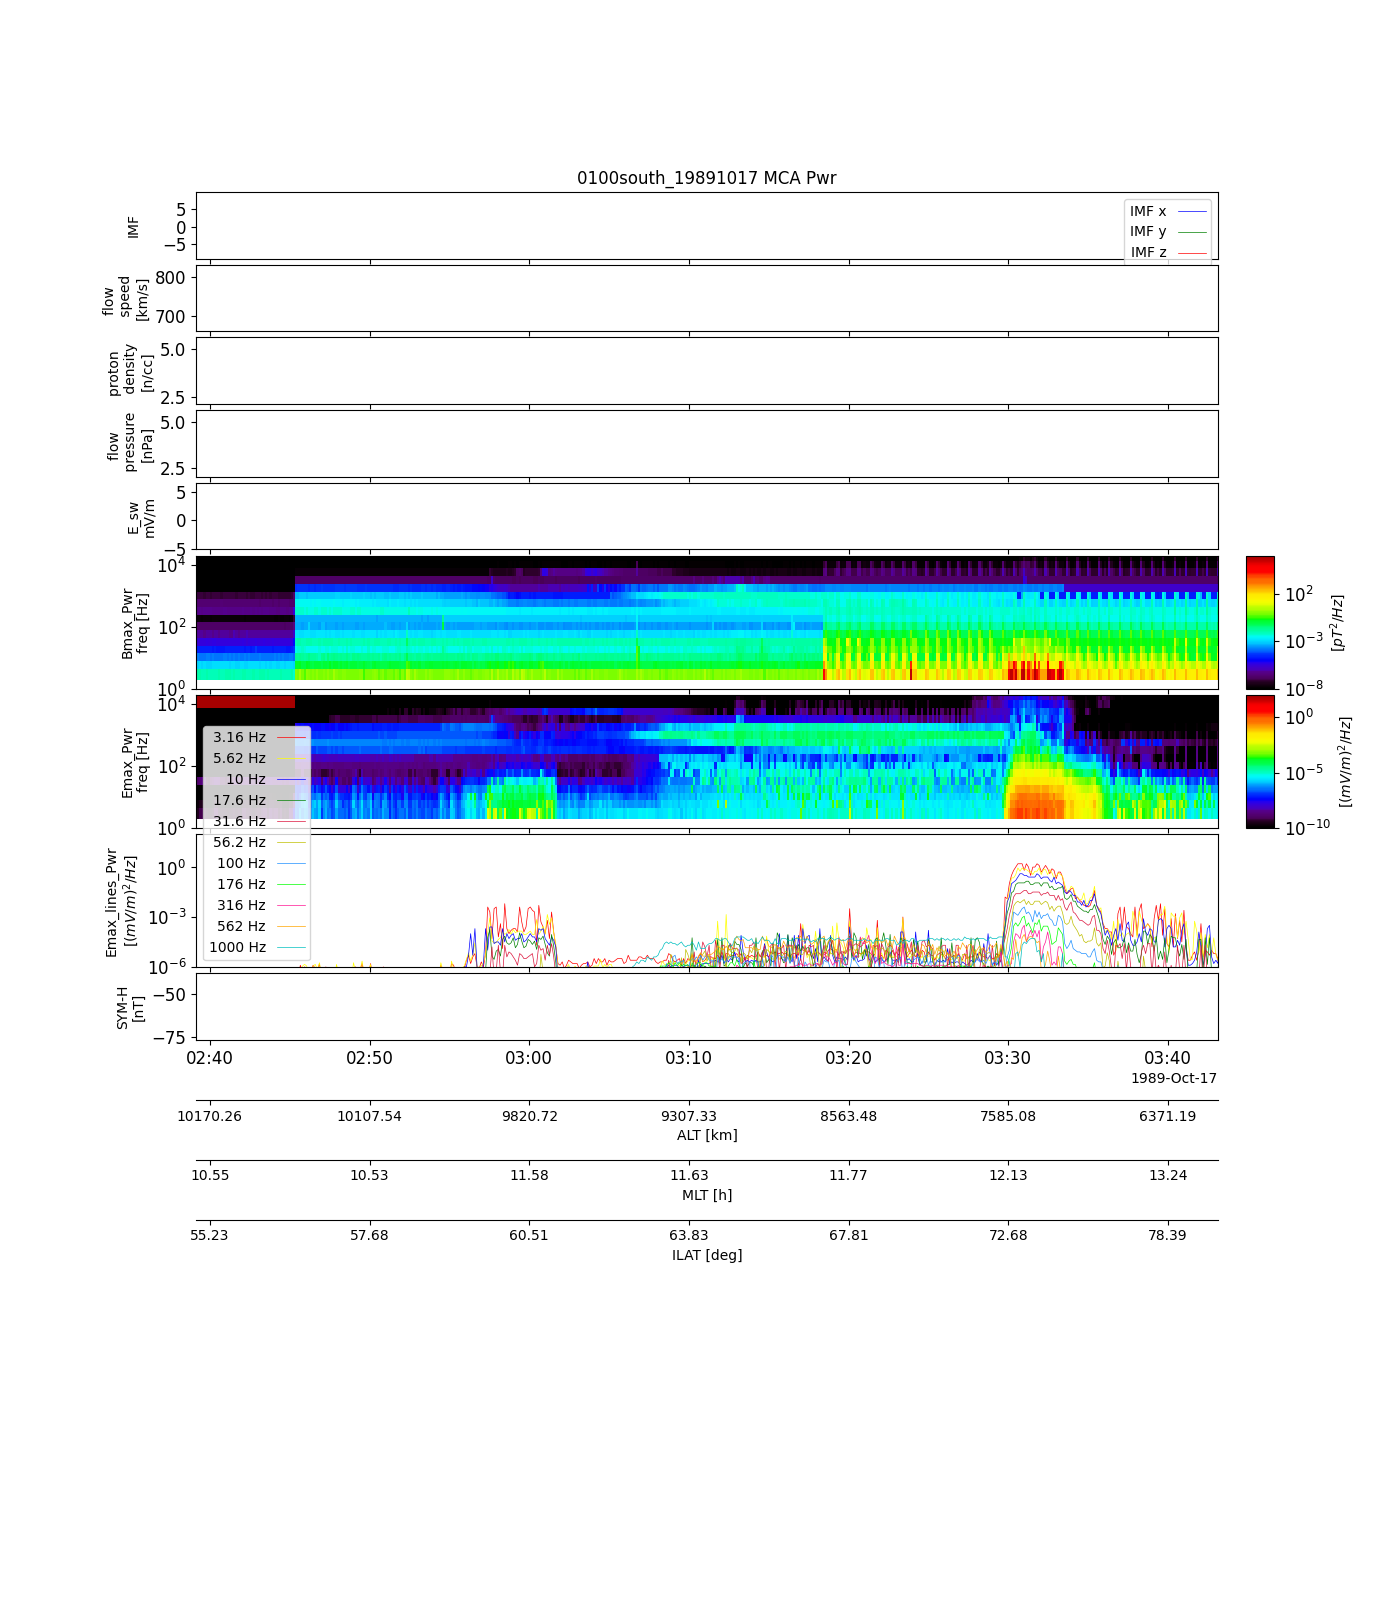 0100south_19891017 MCA Pwr
IMF
5
0
−5
IMF x
IMF y
IMF z
flow
speed
[km/s]
800
700
proton
density
[n/cc]
5.0
2.5
flow
pressure
[nPa]
5.0
2.5
E_sw
mV/m
5
0
−5
Bmax_Pwr
freq [Hz]
10^4
10^2
10^0
10^2
10^−3
10^−8
[pT^2/Hz]
Emax_Pwr
freq [Hz]
10^4
10^2
10^0
10^0
10^−5
10^−10
[(mV/m)^2/Hz]
3.16 Hz
5.62 Hz
10 Hz
17.6 Hz
31.6 Hz
56.2 Hz
100 Hz
176 Hz
316 Hz
562 Hz
1000 Hz
Emax_lines_Pwr
[(mV/m)^2/Hz]
10^0
10^−3
10^−6
SYM-H
[nT]
−50
−75
02:40 02:50 03:00 03:10 03:20 03:30 03:40
1989-Oct-17
10170.26 10107.54 9820.72 9307.33 8563.48 7585.08 6371.19
ALT [km]
10.55 10.53 11.58 11.63 11.77 12.13 13.24
MLT [h]
55.23 57.68 60.51 63.83 67.81 72.68 78.39
ILAT [deg]